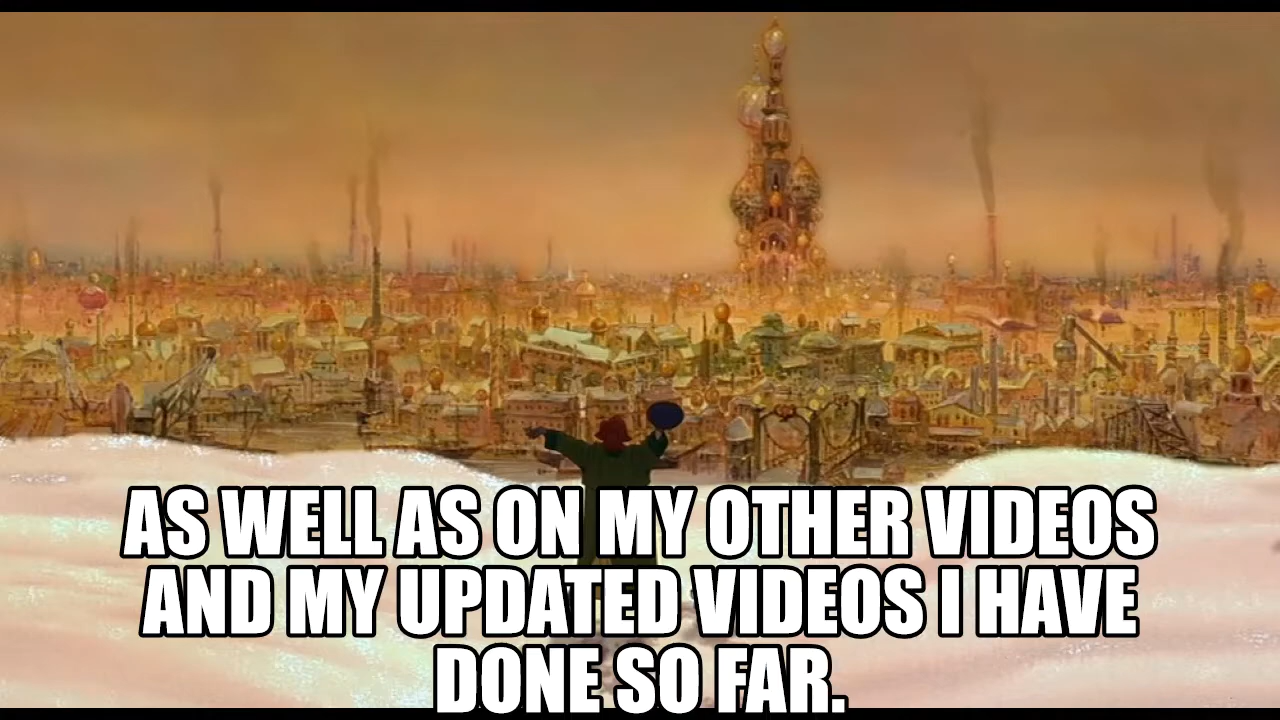 AS WELL AS ON MY OTHER VIDEOS
AND MY UPDATED VIDEOS I HAVE
DONE SO FAR.